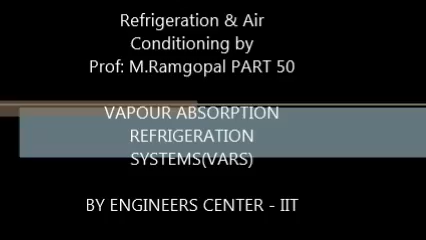 Refrigeration & Air
Conditioning by
Prof: M.Ramgopal PART 50
VAPOUR ABSORPTION
REFRIGERATION
SYSTEMS(VARS)
BY ENGINEERS CENTER - IIT